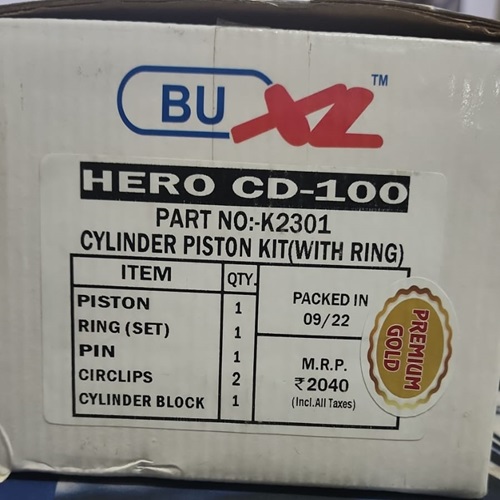 BU XL ™
HERO CD-100
PART NO:-K2301
CYLINDER PISTON KIT(WITH RING)
ITEM QTY.
PISTON 1
RING (SET) 1
PIN 1
CIRCLIPS 2
CYLINDER BLOCK 1
PACKED IN
09/22
M.R.P.
₹2040
(Incl.All Taxes)
PREMIUM
GOLD